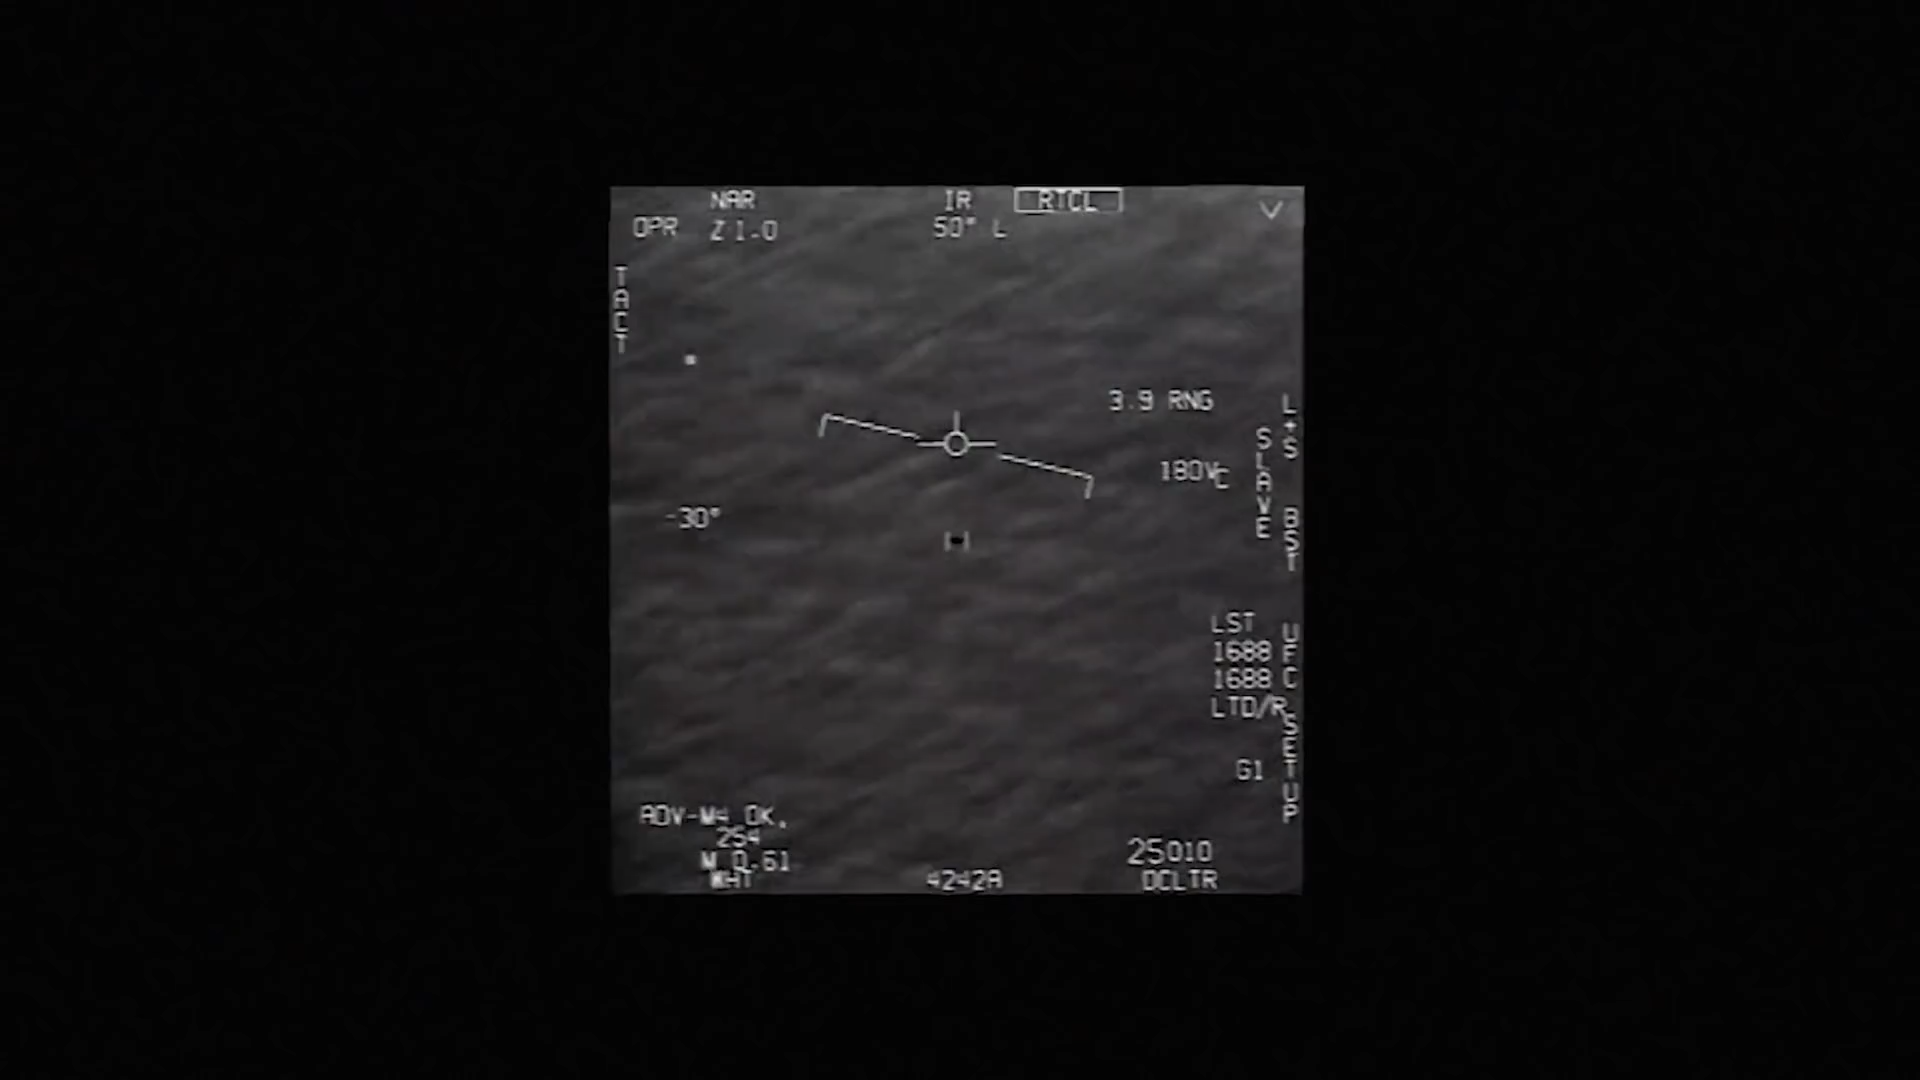 NAR
IR
RTCL
OPR
Z 1.0
50° L
TACT
3.9 RNG
L+S
SLAVE
180Vc
-30°
BST
LST
1688
1688
LTD/R
UFC
SETUP
G1
ADV-M4 OK.
254
M 0.61
WHT
4242A
25010
DCLTR